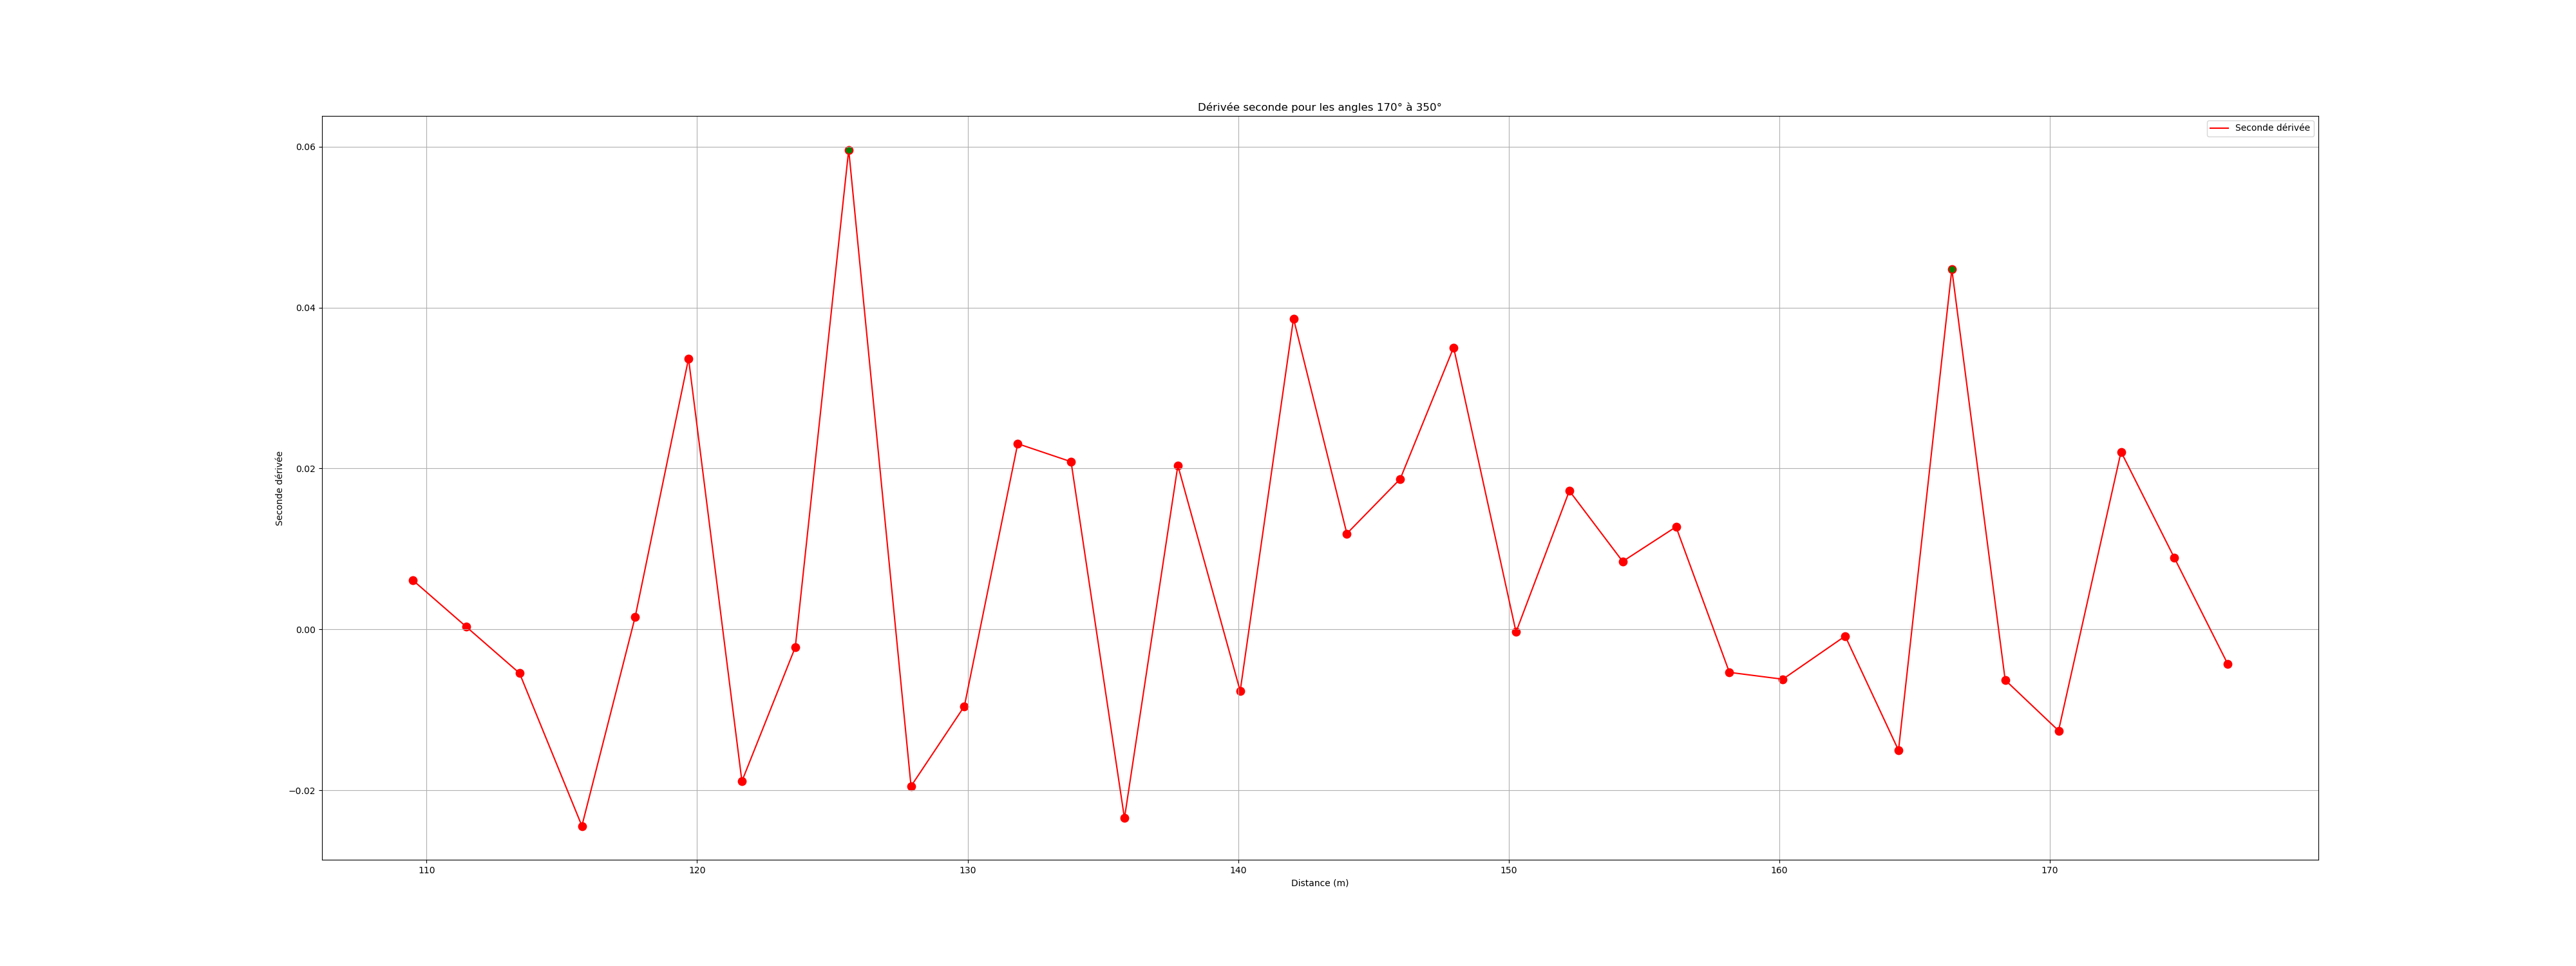 Dérivée seconde pour les angles 170° à 350°
Seconde dérivée
0.06
0.04
0.02
0.00
−0.02
Seconde dérivée
110 120 130 140 150 160 170
Distance (m)